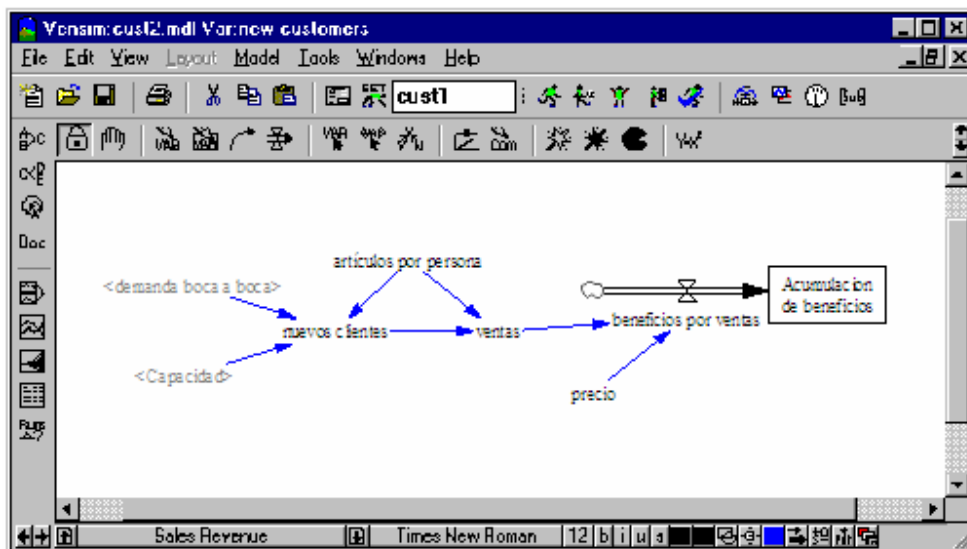 Vensim:cust2.mdl Var:new customers
File Edit View Layout Model Tools Windows Help
cust1
Doc
artículos por persona
<demanda boca a boca>
Acumulacion
de beneficios
nuevos clientes
ventas
beneficios por ventas
<Capacidad>
precio
Sales Revenue
Times New Roman
12 b i u s